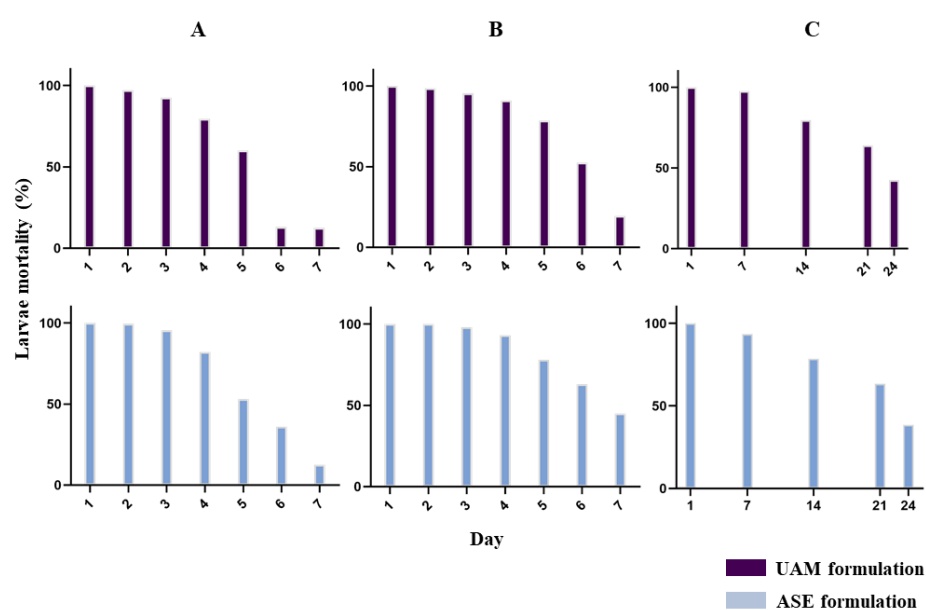 A B C
Larvae mortality (%)
100 100 100
50 50 50
0 0 0
1 2 3 4 5 6 7 1 2 3 4 5 6 7 1 7 14 21 24
100 100 100
50 50 50
0 0 0
1 2 3 4 5 6 7 1 2 3 4 5 6 7 1 7 14 21 24
Day
UAM formulation
ASE formulation